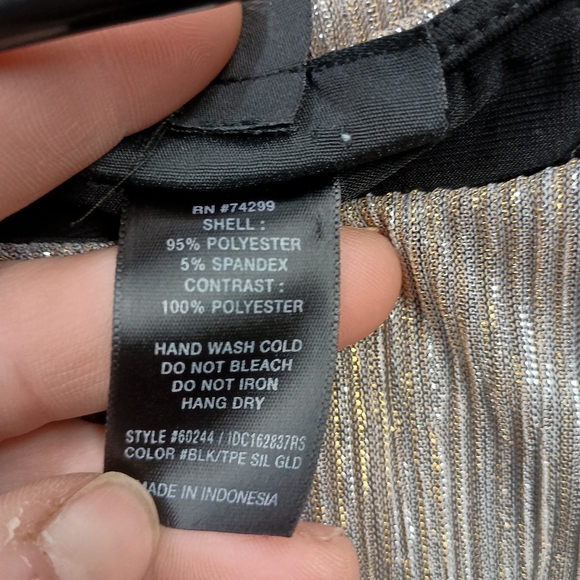 RN #74299
SHELL :
95% POLYESTER
5% SPANDEX
CONTRAST :
100% POLYESTER
HAND WASH COLD
DO NOT BLEACH
DO NOT IRON
HANG DRY
STYLE #60244 / IDC162837RS
COLOR #BLK/TPE SIL GLD
MADE IN INDONESIA